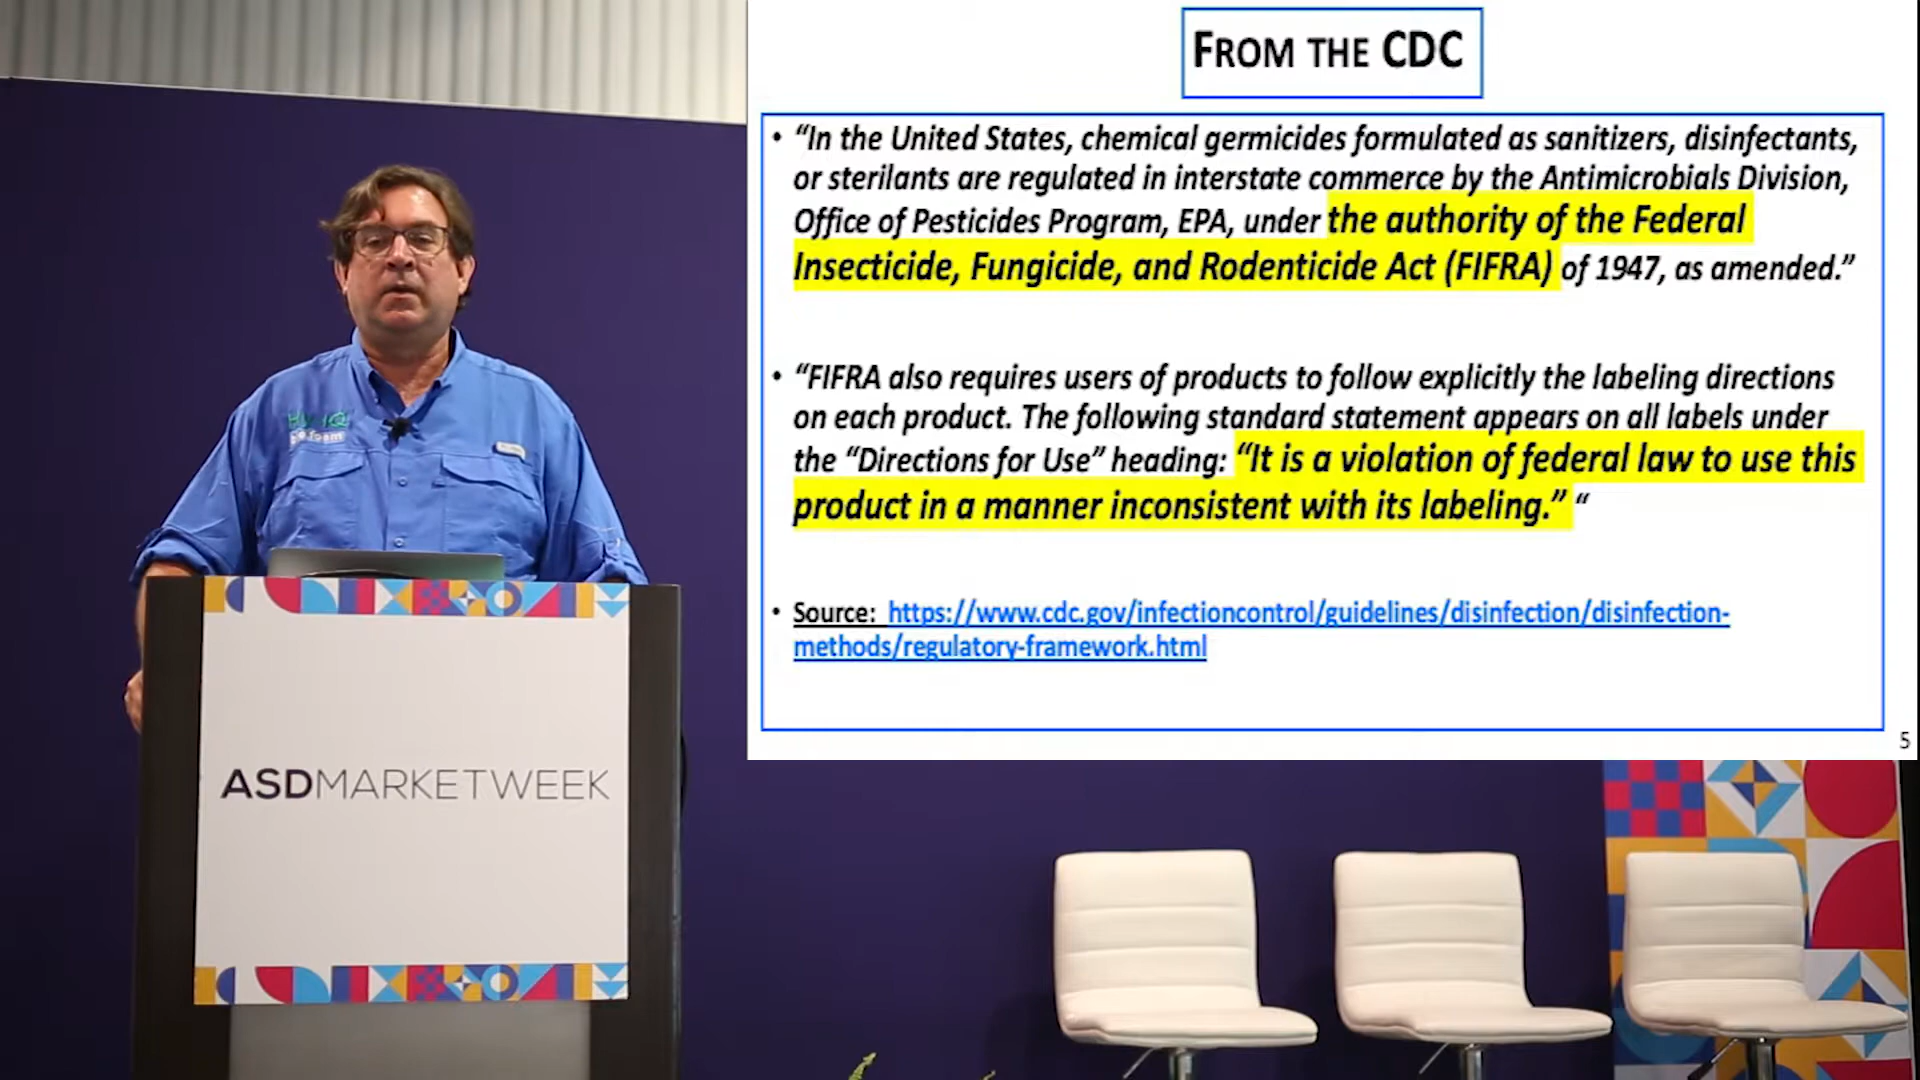 FROM THE CDC
• “In the United States, chemical germicides formulated as sanitizers, disinfectants,
or sterilants are regulated in interstate commerce by the Antimicrobials Division,
Office of Pesticides Program, EPA, under the authority of the Federal
Insecticide, Fungicide, and Rodenticide Act (FIFRA) of 1947, as amended.”
• “FIFRA also requires users of products to follow explicitly the labeling directions
on each product. The following standard statement appears on all labels under
the “Directions for Use” heading: “It is a violation of federal law to use this
product in a manner inconsistent with its labeling.” “
• Source: https://www.cdc.gov/infectioncontrol/guidelines/disinfection/disinfection-
methods/regulatory-framework.html
5
ASDMARKETWEEK